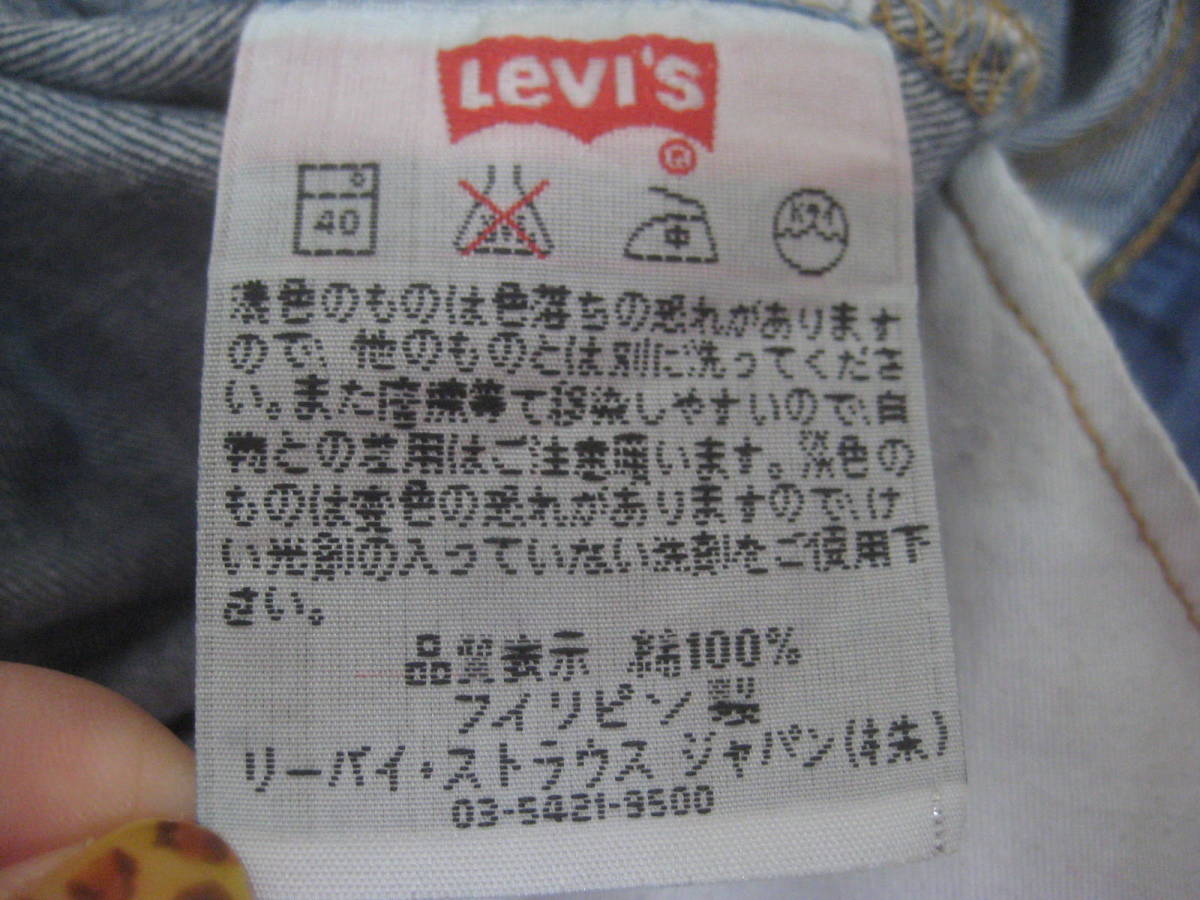 Levi's
®
40 中 ドライ
濃色のものは色落ちの恐れがあります
ので、他のものとは別に洗ってくださ
い。また摩擦等で移染しやすいので、白
物との着用はご注意願います。淡色の
ものは変色の恐れがありますので、け
い光剤の入っていない洗剤をご使用下
さい。
品質表示 綿100%
フィリピン製
リーバイ・ストラウス ジャパン(株)
03-5421-9500